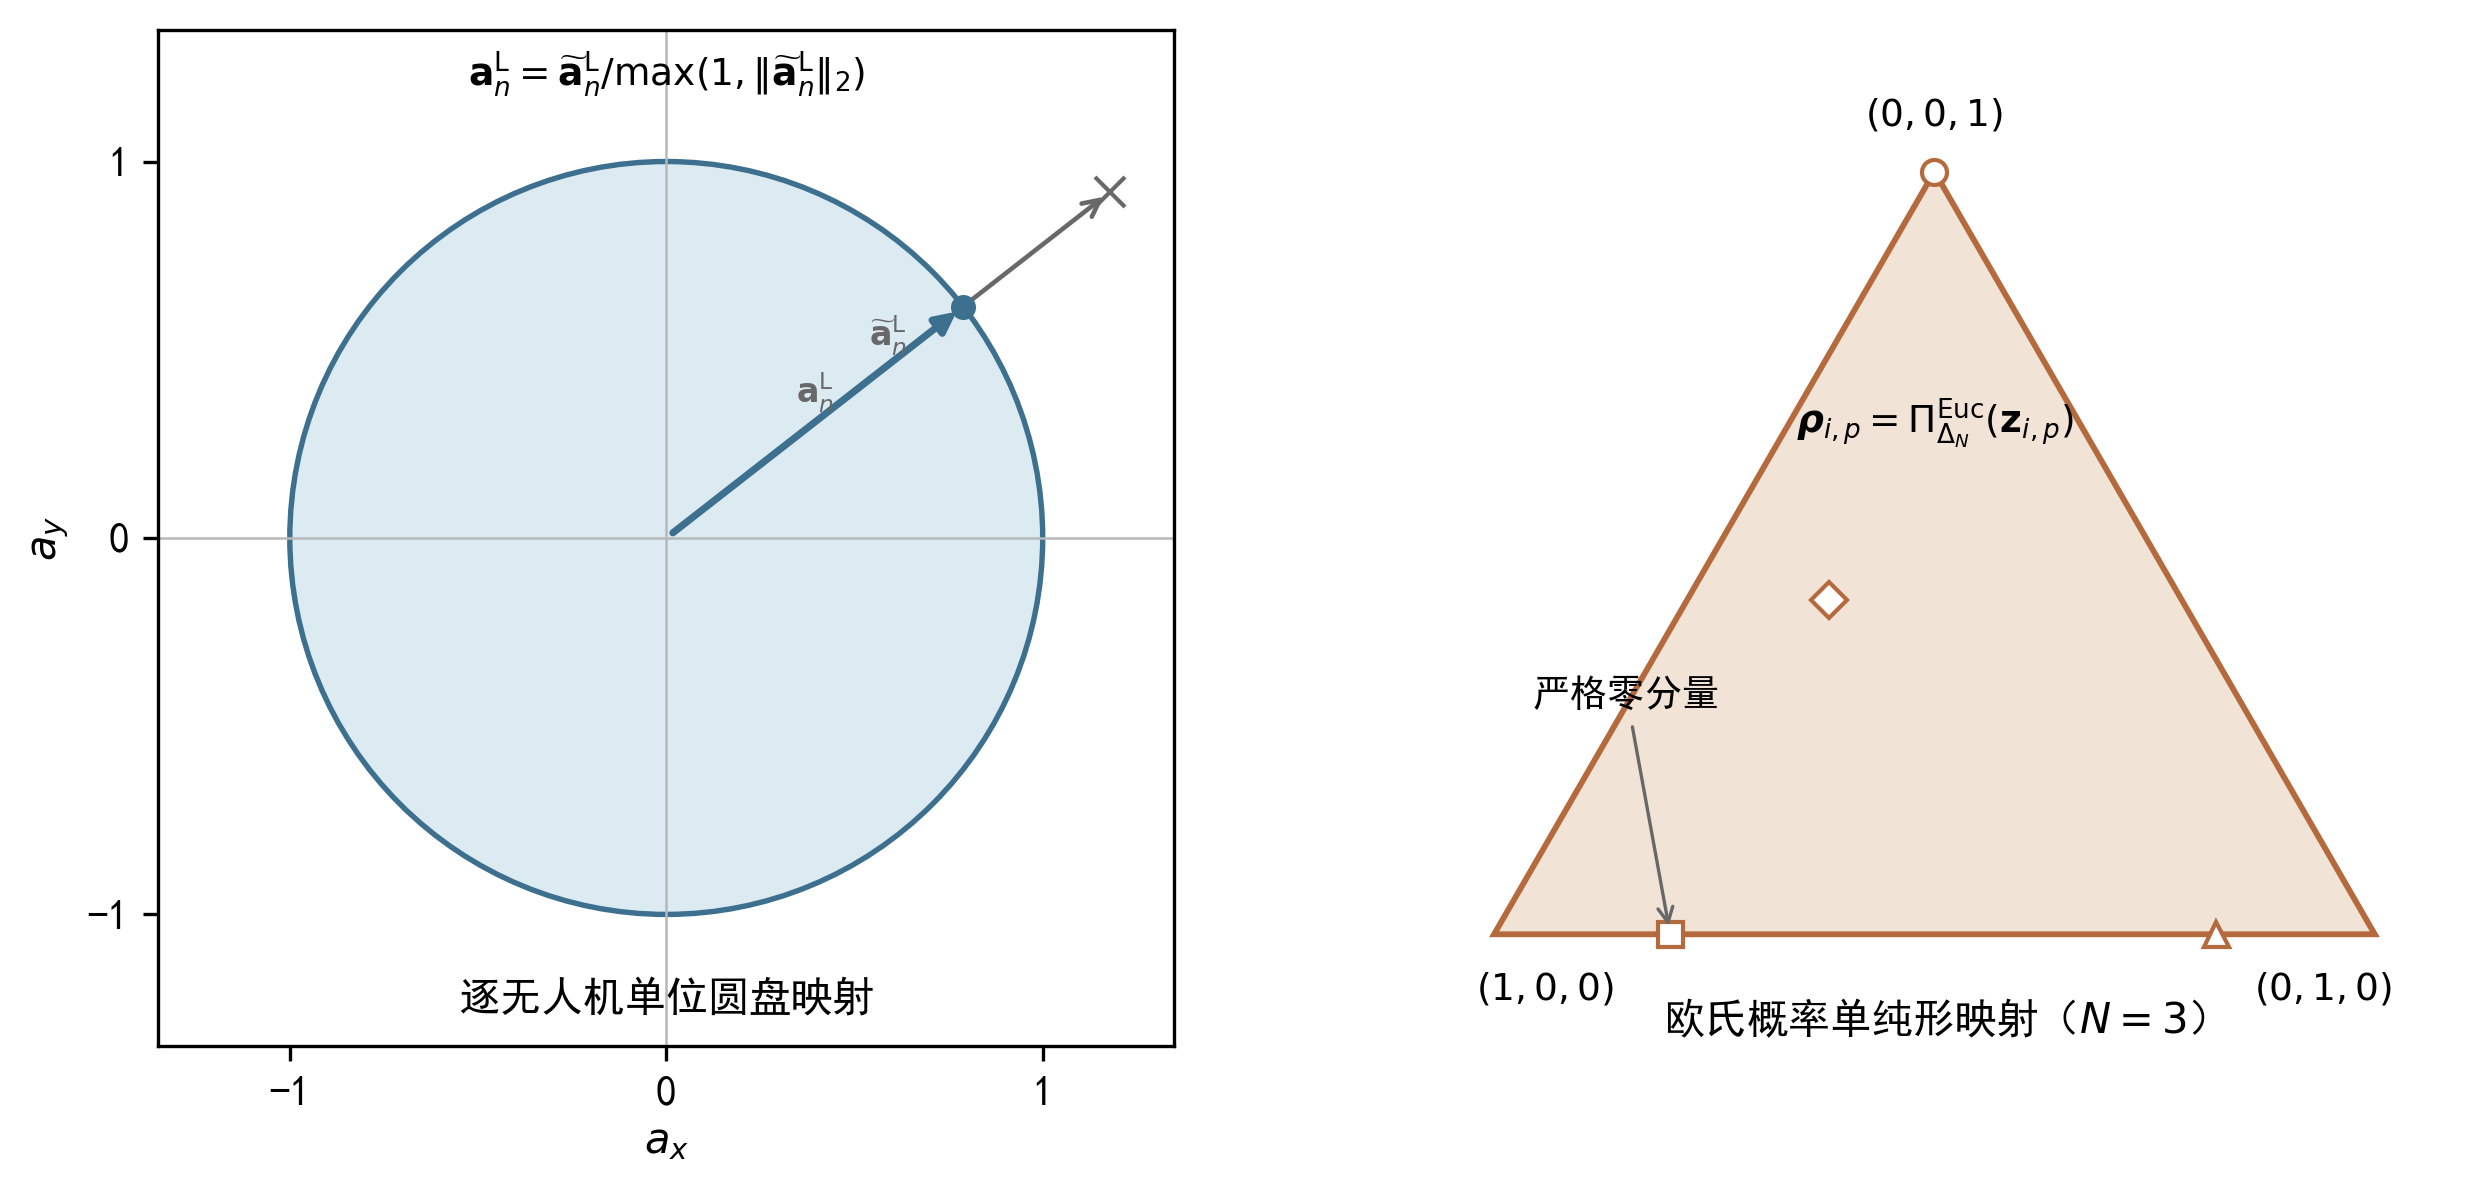 𝐚ₙᴸ = 𝐚̃ₙᴸ/max(1, ‖𝐚̃ₙᴸ‖₂)
1
0
−1
a_y
𝐚̃ₙᴸ
𝐚ₙᴸ
逐无人机单位圆盘映射
−1
0
1
aₓ
(0, 0, 1)
𝝆_{i,p} = Π^{Euc}_{Δ_N}(𝐳_{i,p})
严格零分量
(1, 0, 0)
(0, 1, 0)
欧氏概率单纯形映射（N = 3）